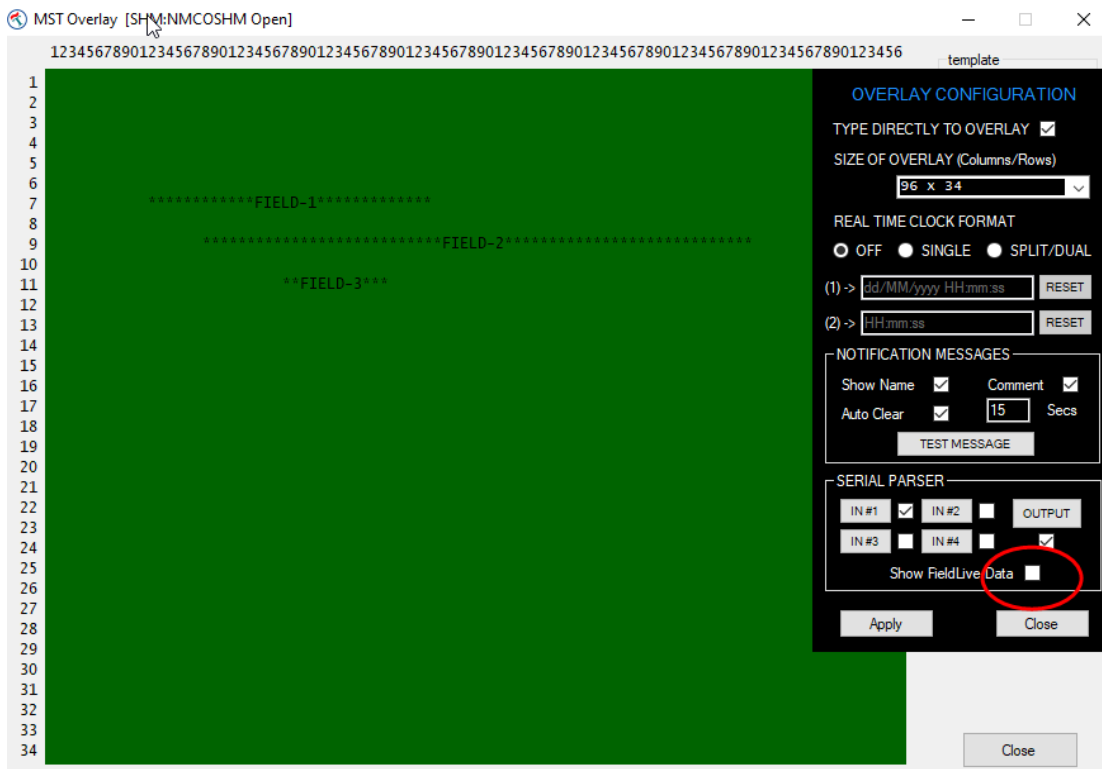 MST Overlay [SHM:NMCOSHM Open]
123456789012345678901234567890123456789012345678901234567890123456789012345678901234567890123456
template
1
2
3
4
5
6
7
8
9
10
11
12
13
14
15
16
17
18
19
20
21
22
23
24
25
26
27
28
29
30
31
32
33
34
************FIELD-1*************
***************************FIELD-2****************************
**FIELD-3***
OVERLAY CONFIGURATION
TYPE DIRECTLY TO OVERLAY
SIZE OF OVERLAY (Columns/Rows)
96 x 34
REAL TIME CLOCK FORMAT
OFF SINGLE SPLIT/DUAL
(1) -> dd/MM/yyyy HH:mm:ss RESET
(2) -> HH:mm:ss RESET
NOTIFICATION MESSAGES
Show Name Comment
Auto Clear 15 Secs
TEST MESSAGE
SERIAL PARSER
IN #1 IN #2 OUTPUT
IN #3 IN #4
Show FieldLive Data
Apply Close
Close